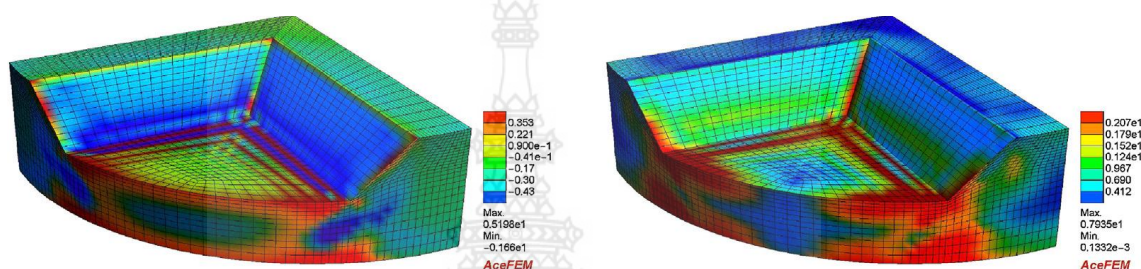 0.353
0.221
0.900e-1
-0.41e-1
-0.17
-0.30
-0.43
Max.
0.5198e1
Min.
-0.166e1
AceFEM
0.207e1
0.179e1
0.152e1
0.124e1
0.967
0.690
0.412
Max.
0.7935e1
Min.
0.1332e-3
AceFEM